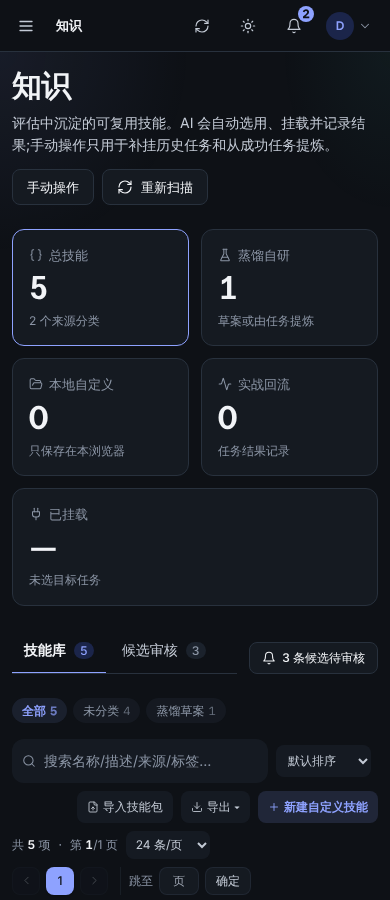 知识
2
D
知识
评估中沉淀的可复用技能。AI 会自动选用、挂载并记录结
果;手动操作只用于补挂历史任务和从成功任务提炼。
手动操作 重新扫描
总技能 蒸馏自研
5 1
2 个来源分类 草案或由任务提炼
本地自定义 实战回流
0 0
只保存在本浏览器 任务结果记录
已挂载
—
未选目标任务
技能库 5 候选审核 3 3 条候选待审核
全部 5 未分类 4 蒸馏草案 1
搜索名称/描述/来源/标签... 默认排序
导入技能包 导出 + 新建自定义技能
共 5 项 · 第 1/1 页 24 条/页
‹ 1 › 跳至 页 确定